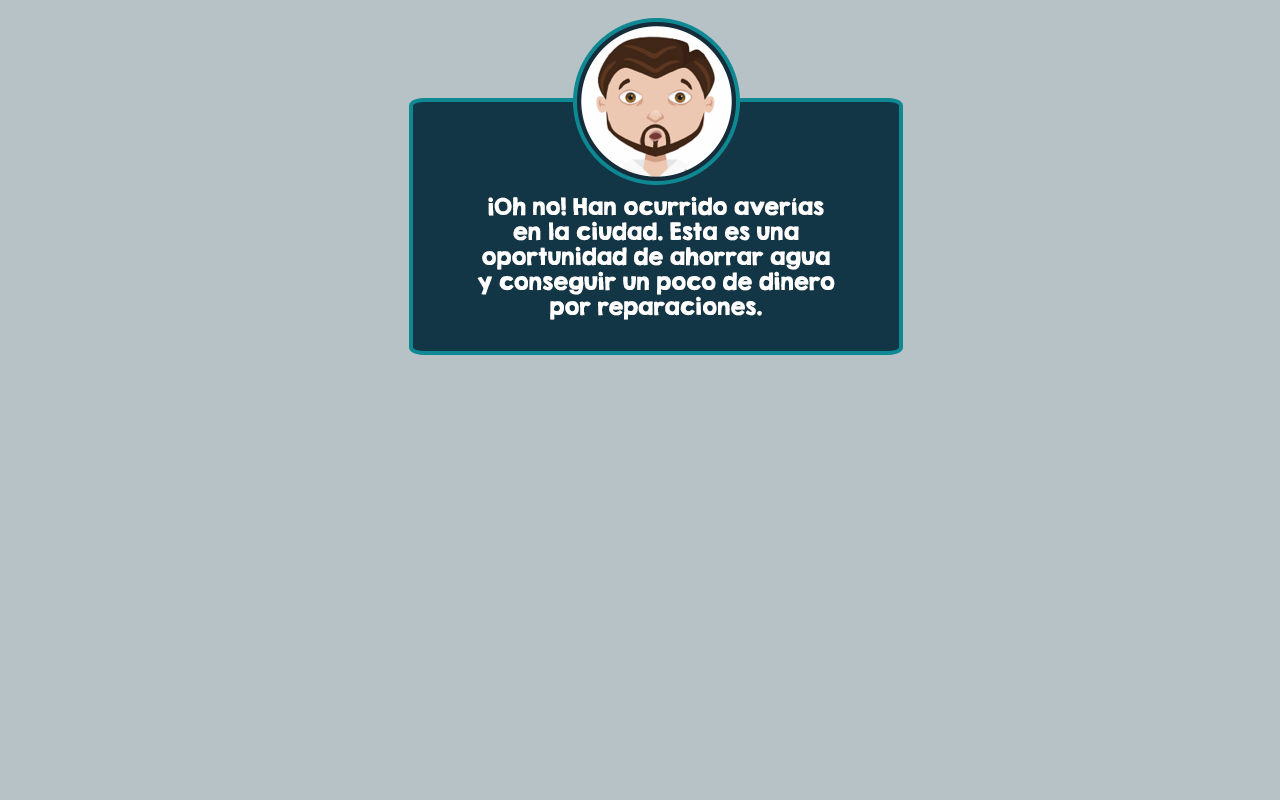 ¡Oh no! Han ocurrido averías
en la ciudad. Esta es una
oportunidad de ahorrar agua
y conseguir un poco de dinero
por reparaciones.